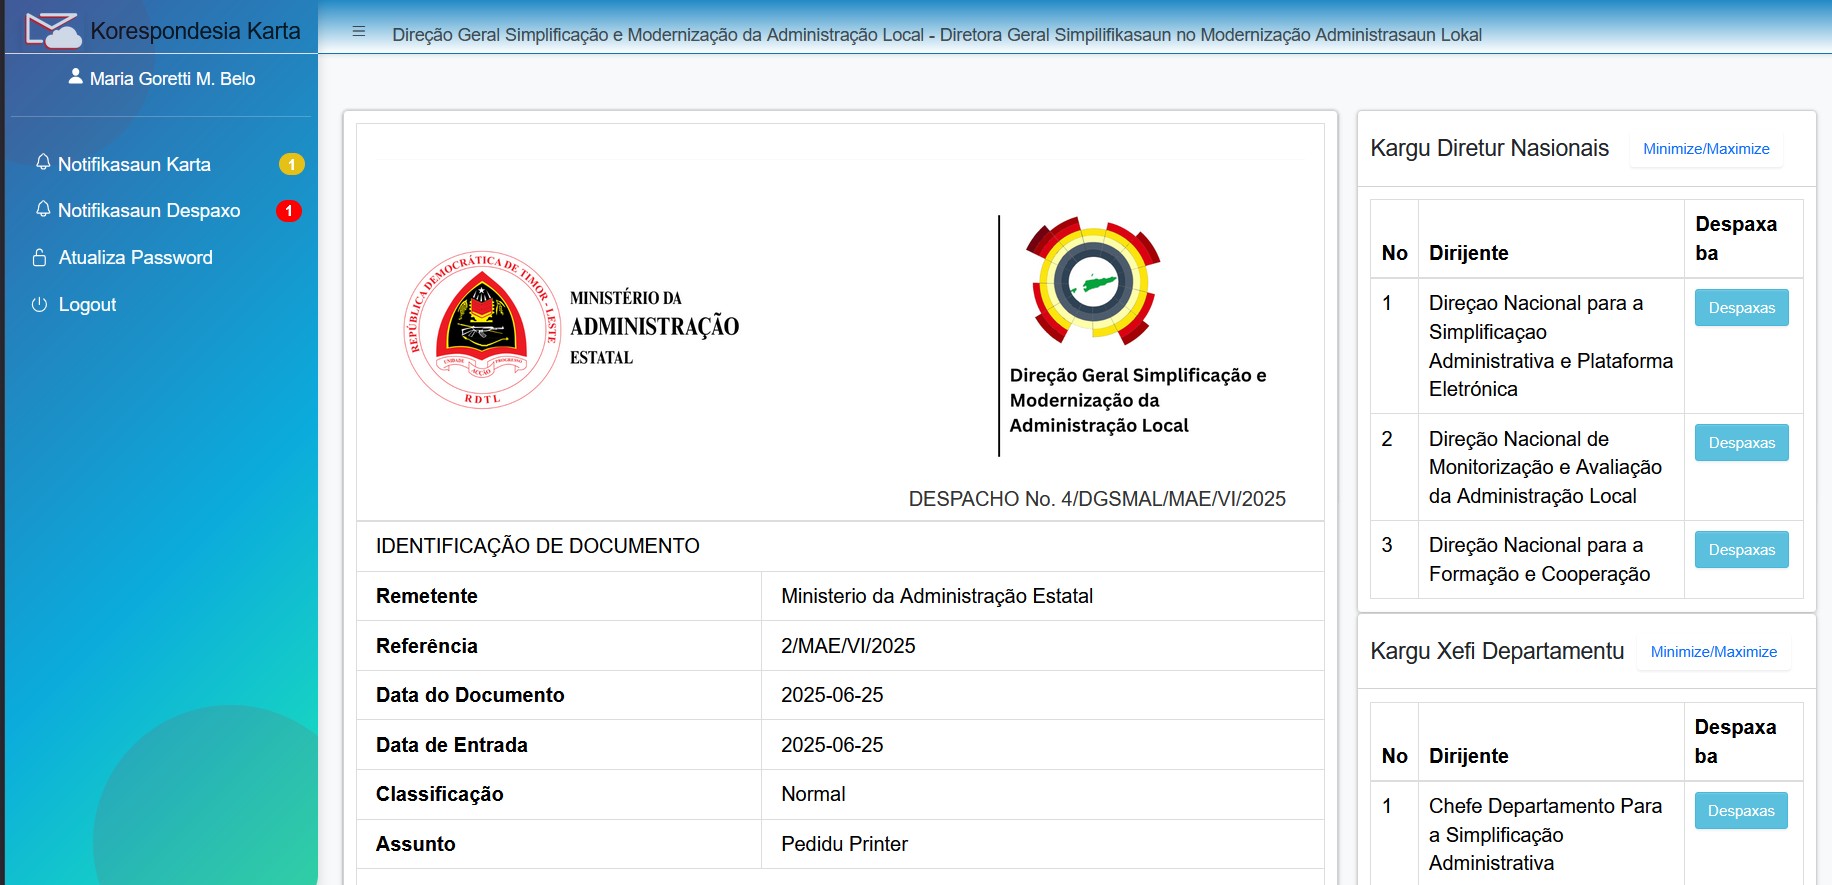 Korespondesia Karta
Maria Goretti M. Belo
Notifikasaun Karta 1
Notifikasaun Despaxo 1
Atualiza Password
Logout
Direção Geral Simplificação e Modernização da Administração Local - Diretora Geral Simpilifikasaun no Modernização Administrasaun Lokal
REPÚBLICA DEMOCRÁTICA DE TIMOR - LESTE
UNIDADE ACÇÃO PROGRESSO
RDTL
MINISTÉRIO DA
ADMINISTRAÇÃO
ESTATAL
Direção Geral Simplificação e
Modernização da
Administração Local
DESPACHO No. 4/DGSMAL/MAE/VI/2025
IDENTIFICAÇÃO DE DOCUMENTO
Remetente Ministerio da Administração Estatal
Referência 2/MAE/VI/2025
Data do Documento 2025-06-25
Data de Entrada 2025-06-25
Classificação Normal
Assunto Pedidu Printer
Kargu Diretur Nasionais Minimize/Maximize
No Dirijente Despaxa
ba
1 Direçao Nacional para a Despaxas
Simplificaçao
Administrativa e Plataforma
Eletrónica
2 Direção Nacional de Despaxas
Monitorização e Avaliação
da Administração Local
3 Direção Nacional para a Despaxas
Formação e Cooperação
Kargu Xefi Departamentu Minimize/Maximize
No Dirijente Despaxa
ba
1 Chefe Departamento Para Despaxas
a Simplificação
Administrativa